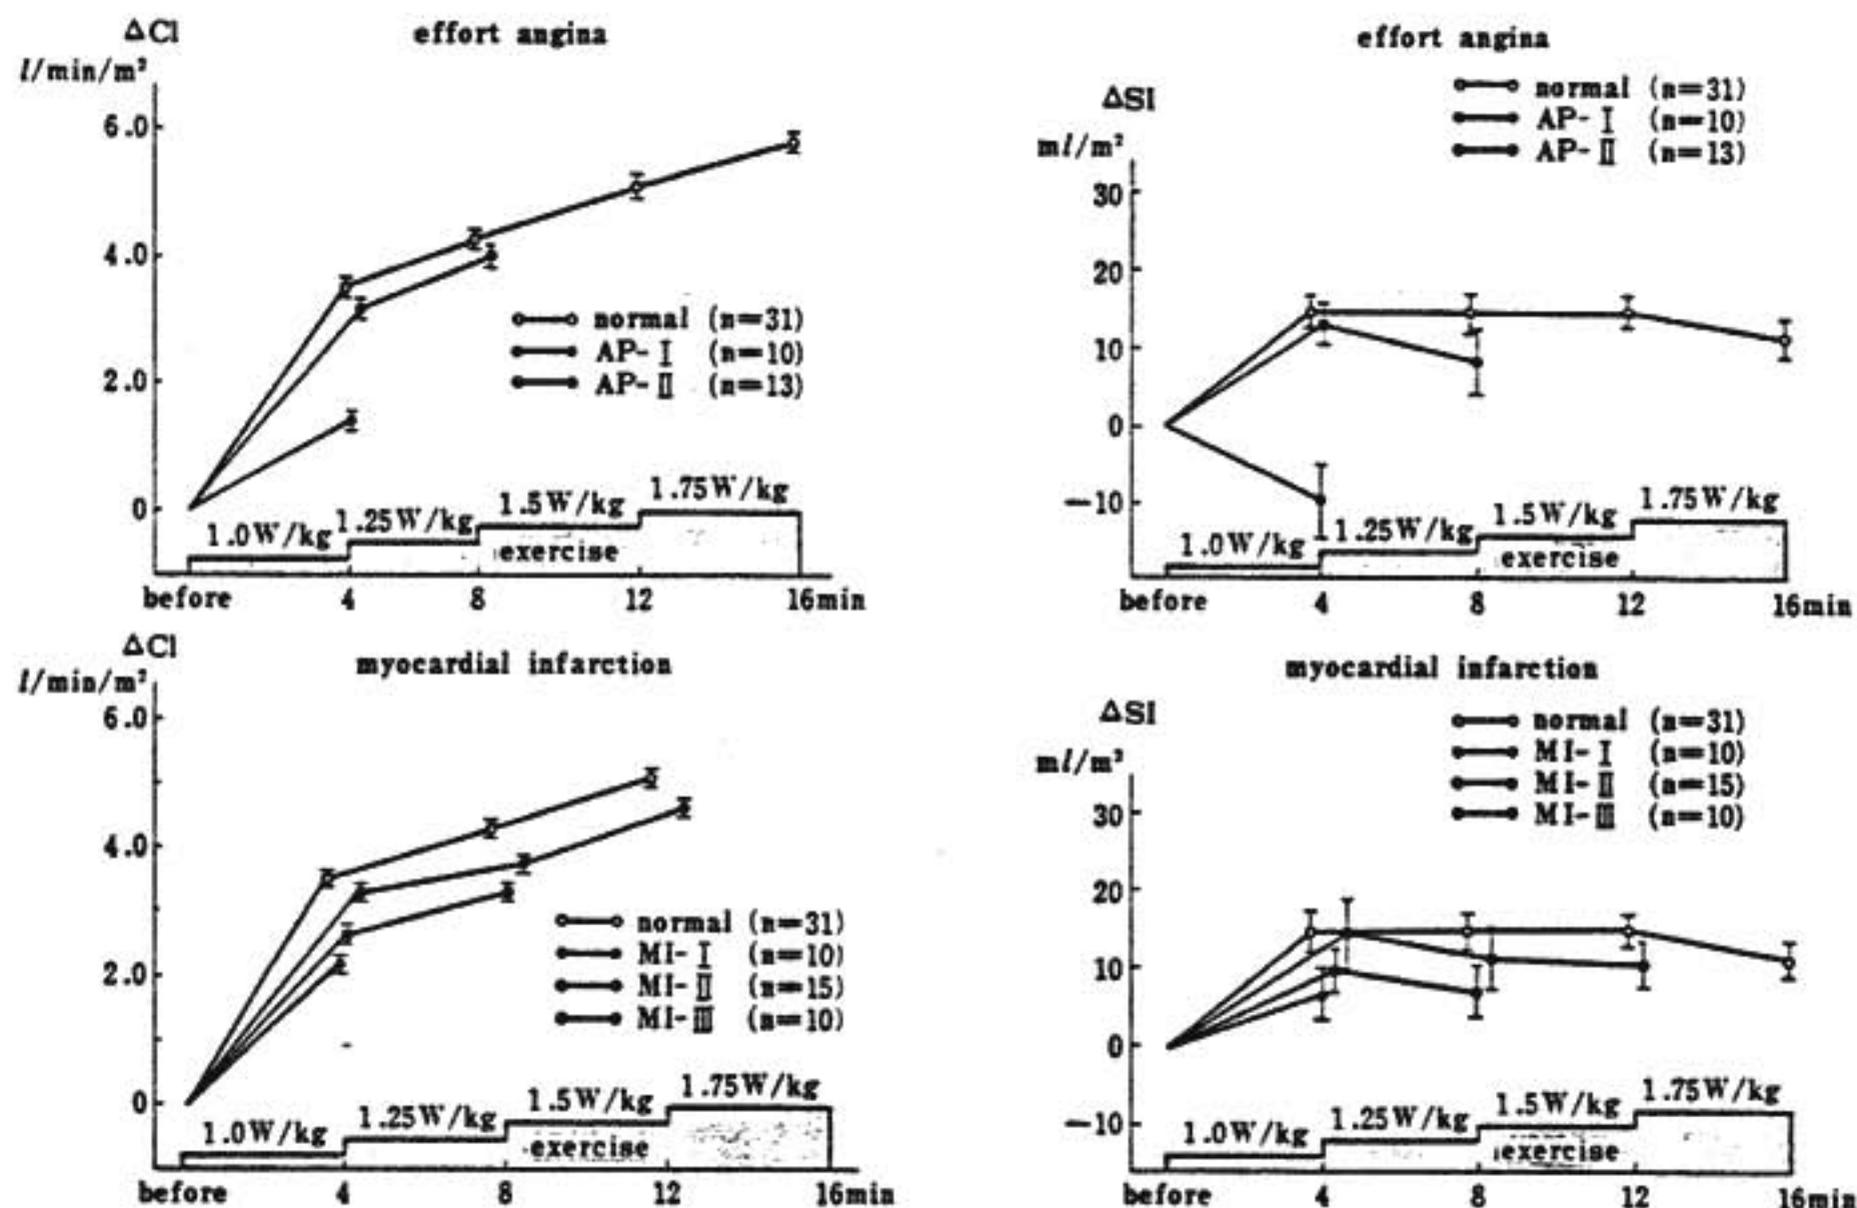 effort angina
ΔCI
l/min/m²
6.0
4.0
2.0
0
normal (n=31)
AP-Ⅰ (n=10)
AP-Ⅱ (n=13)
1.0W/kg
1.25W/kg
1.5W/kg
1.75W/kg
exercise
before 4 8 12 16min
effort angina
ΔSI
ml/m²
normal (n=31)
AP-Ⅰ (n=10)
AP-Ⅱ (n=13)
30
20
10
0
—10
1.0W/kg
1.25W/kg
1.5W/kg
1.75W/kg
exercise
before 4 8 12 16min
myocardial infarction
ΔCI
l/min/m²
6.0
4.0
2.0
0
normal (n=31)
MI-Ⅰ (n=10)
MI-Ⅱ (n=15)
MI-Ⅲ (n=10)
1.0W/kg
1.25W/kg
1.5W/kg
1.75W/kg
exercise
before 4 8 12 16min
myocardial infarction
ΔSI
ml/m²
normal (n=31)
MI-Ⅰ (n=10)
MI-Ⅱ (n=15)
MI-Ⅲ (n=10)
30
20
10
0
—10
1.0W/kg
1.25W/kg
1.5W/kg
1.75W/kg
exercise
before 4 8 12 16min